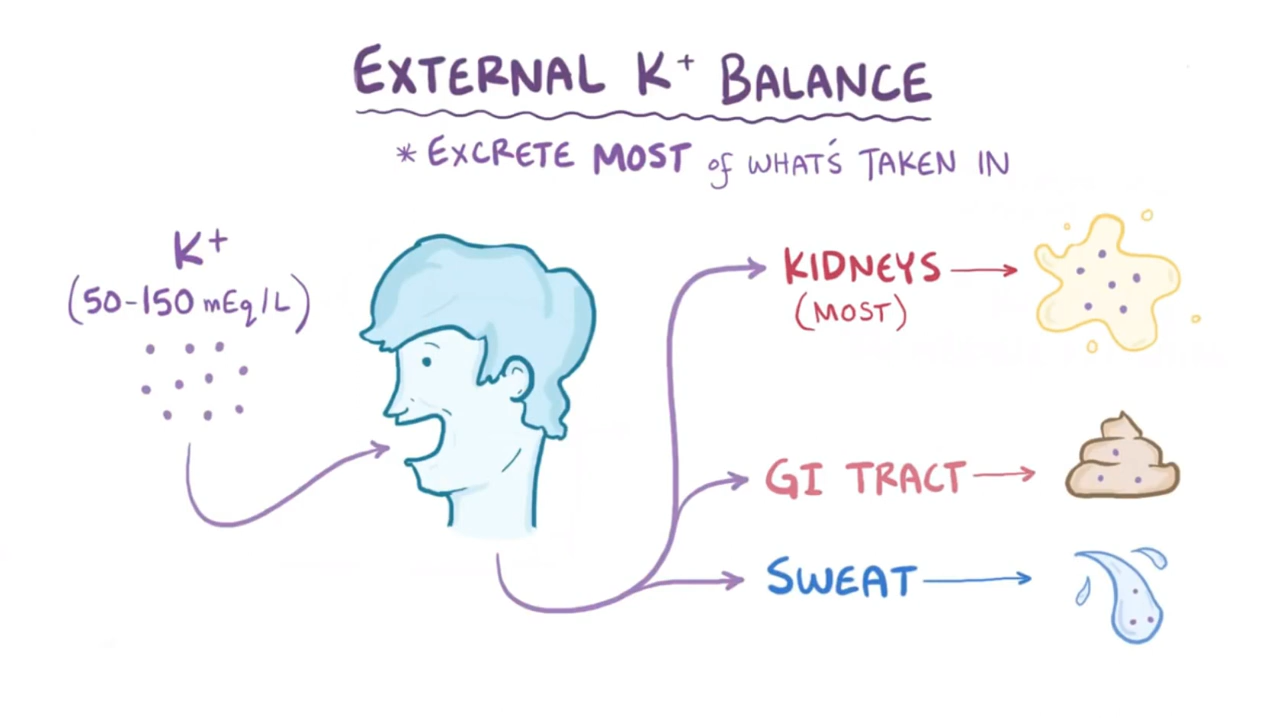 EXTERNAL K⁺ BALANCE
* EXCRETE MOST of WHAT'S TAKEN IN
K⁺
(50-150 mEq/L)
KIDNEYS
(MOST)
GI TRACT
SWEAT